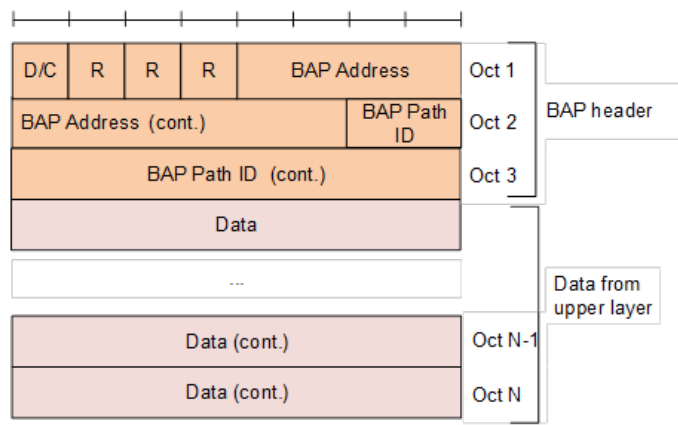 D/C R R R BAP Address Oct 1
BAP Address (cont.) BAP Path ID Oct 2
BAP header
BAP Path ID (cont.) Oct 3
Data
...
Data from
upper layer
Data (cont.) Oct N-1
Data (cont.) Oct N